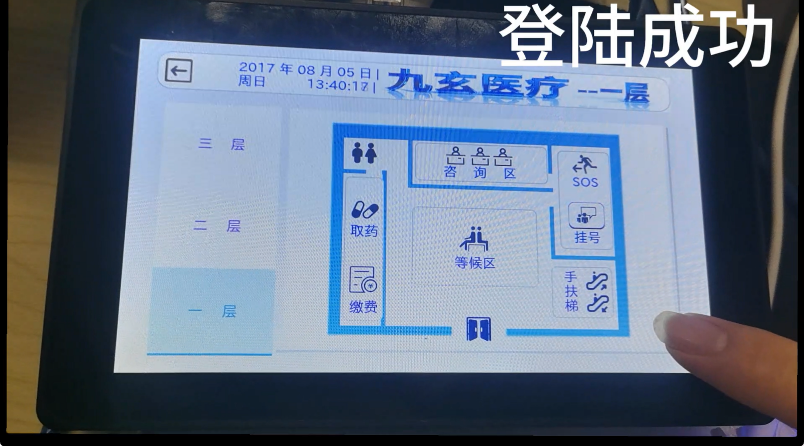 登陆成功
2017 年 08 月 05 日|
周日 13:40:17|
九玄医疗 --一层
三 层
二 层
一 层
咨 询 区
SOS
取药
挂号
等候区
缴费
手扶梯